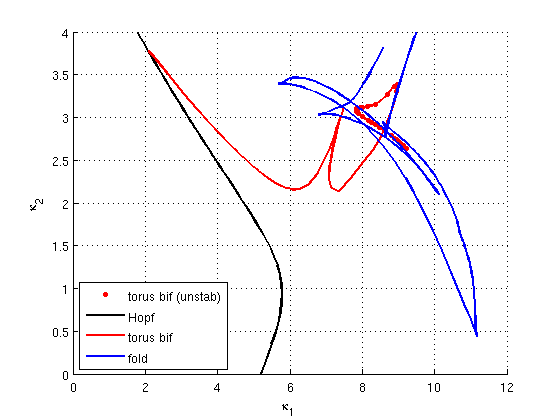 4
3.5
3
2.5
2
1.5
1
0.5
0
κ2
torus bif (unstab)
Hopf
torus bif
fold
0 2 4 6 8 10 12
κ1